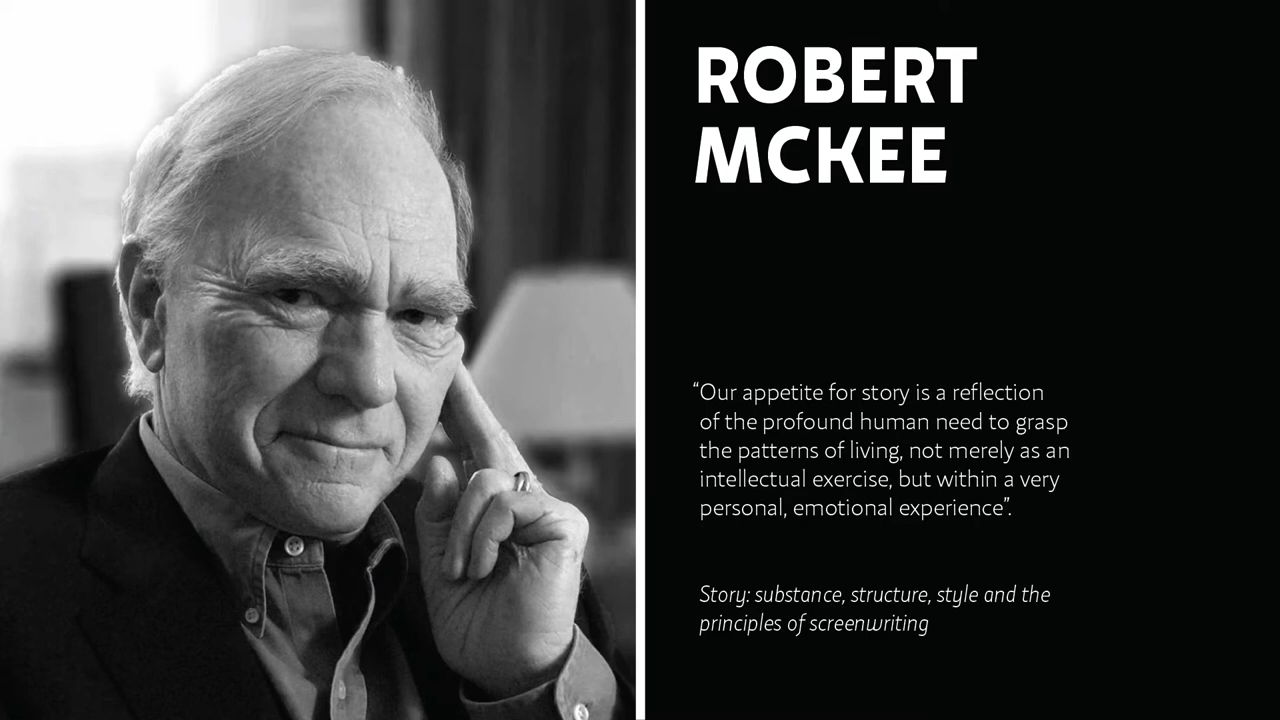 ROBERT
MCKEE
“Our appetite for story is a reflection
of the profound human need to grasp
the patterns of living, not merely as an
intellectual exercise, but within a very
personal, emotional experience”.
Story: substance, structure, style and the
principles of screenwriting